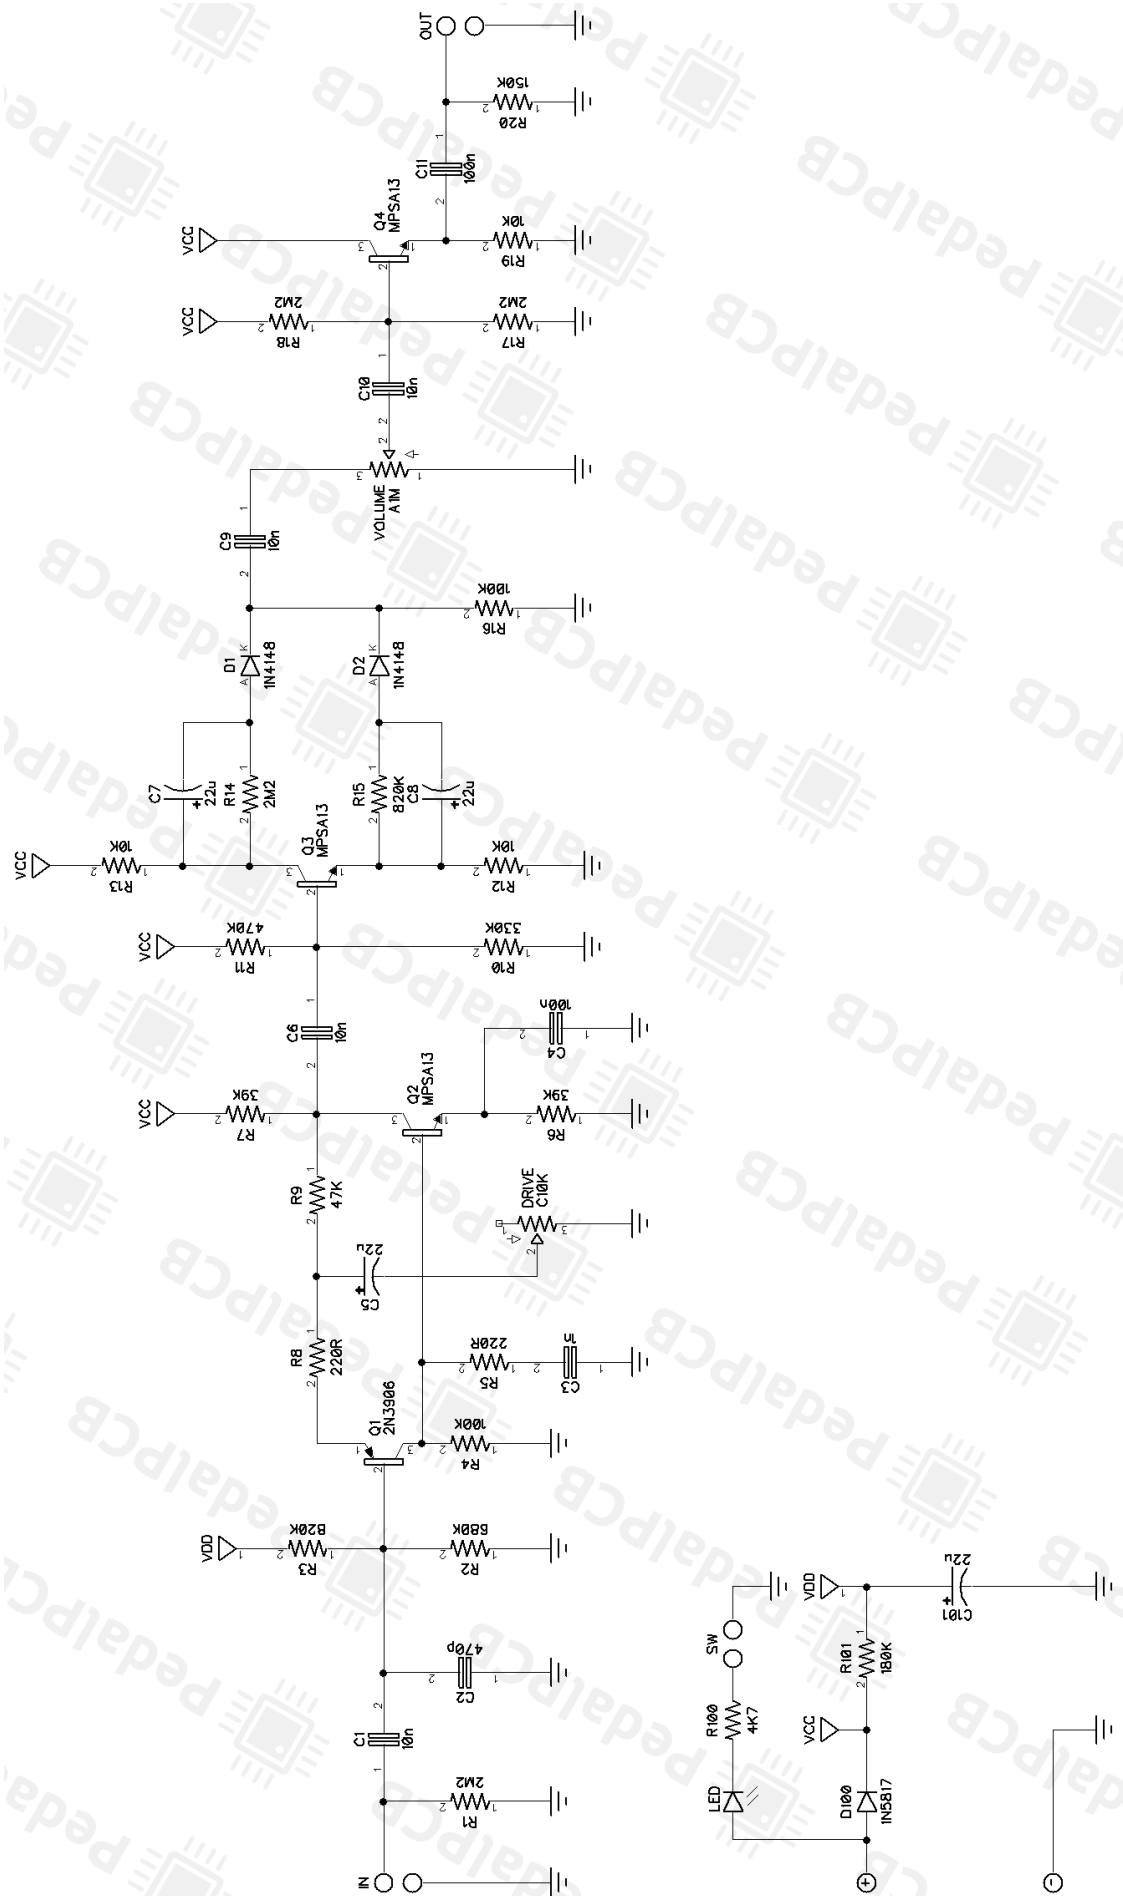 IN
R1
2M2
C1
10n
C2
470p
VDD
R3
820K
R2
680K
Q1
2N3906
R4
100K
R8
220R
R5
220R
C3
1n
C5
22u
R9
47K
DRIVE
C10K
VCC
R7
39K
Q2
MPSA13
R6
39K
C4
100n
C6
10n
VCC
R11
470K
R10
330K
VCC
R13
10K
Q3
MPSA13
R12
10K
C7
22u
R14
2M2
R15
820K
C8
22u
D1
1N4148
D2
1N4148
R16
100K
C9
10n
VOLUME
A1M
C10
10n
VCC
R18
2M2
R17
2M2
VCC
Q4
MPSA13
R19
10K
C11
100n
R20
150K
OUT
LED
R100
4K7
SW
D100
1N5817
VCC
R101
180K
VDD
C101
22u
+
-
PedalPCB